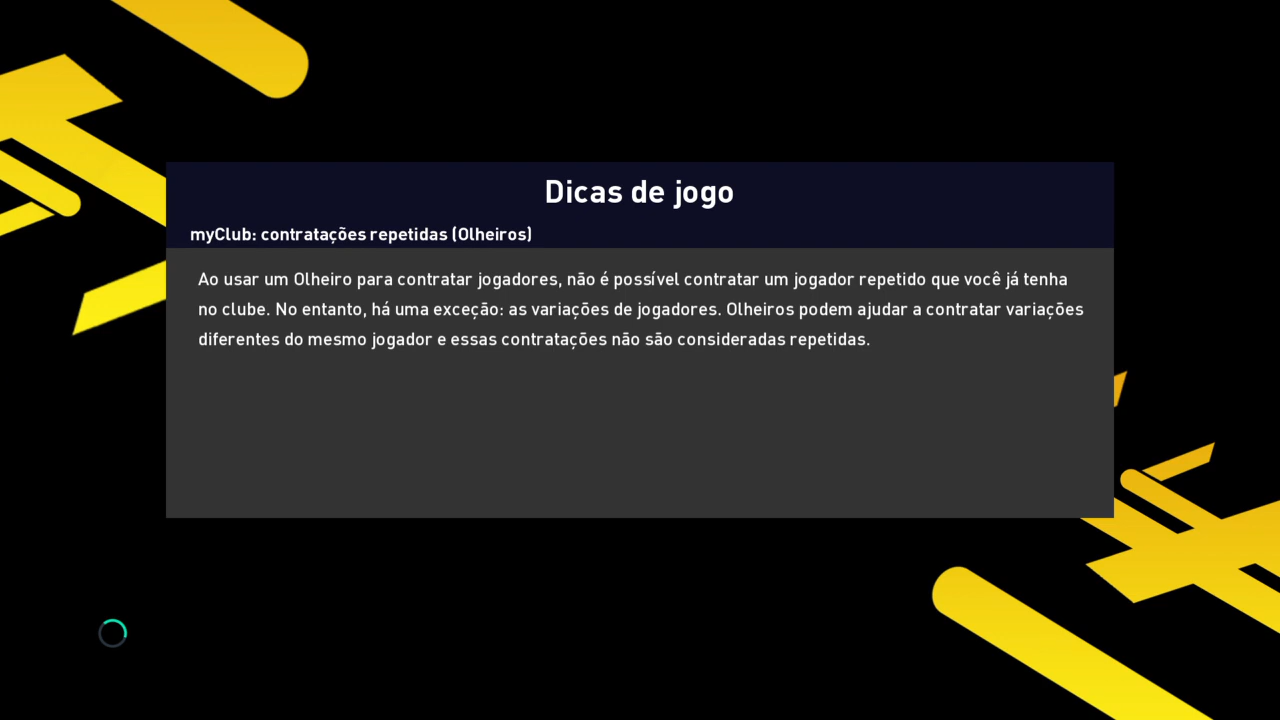 Dicas de jogo
myClub: contratações repetidas (Olheiros)
Ao usar um Olheiro para contratar jogadores, não é possível contratar um jogador repetido que você já tenha
no clube. No entanto, há uma exceção: as variações de jogadores. Olheiros podem ajudar a contratar variações
diferentes do mesmo jogador e essas contratações não são consideradas repetidas.